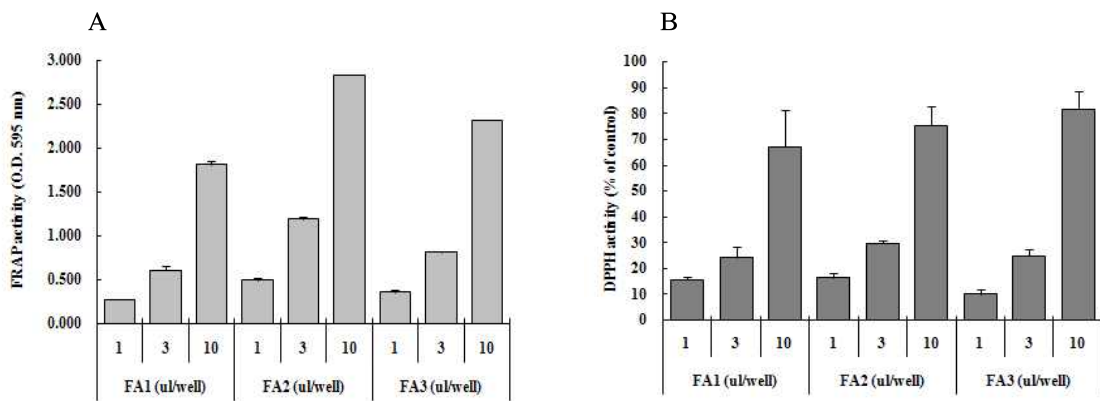 A
FRAP activity (O.D. 595 nm)
3.000
2.500
2.000
1.500
1.000
0.500
0.000
1 3 10 1 3 10 1 3 10
FA1 (ul/well) FA2 (ul/well) FA3 (ul/well)
B
DPPH activity (% of control)
100
90
80
70
60
50
40
30
20
10
0
1 3 10 1 3 10 1 3 10
FA1 (ul/well) FA2 (ul/well) FA3 (ul/well)